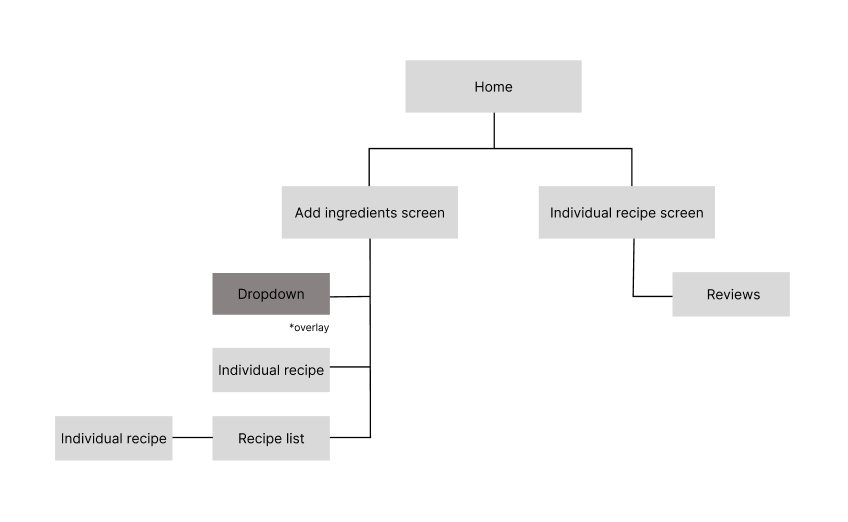 Home
Add ingredients screen
Individual recipe screen
Dropdown
Reviews
*overlay
Individual recipe
Individual recipe
Recipe list